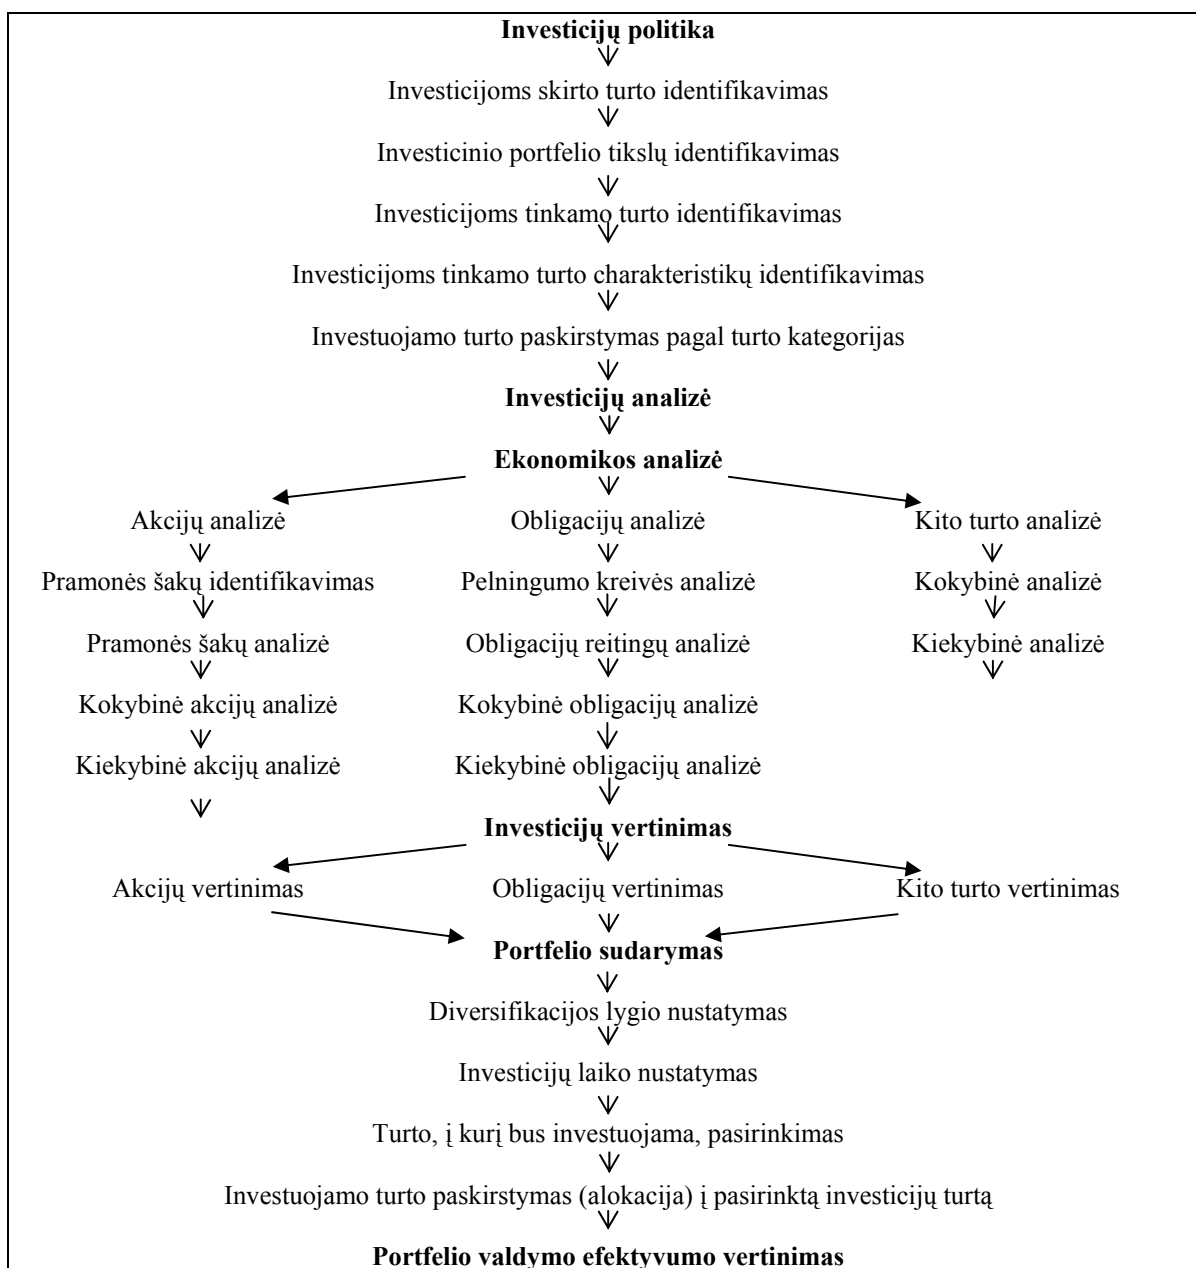 Investicijų politika
Investicijoms skirto turto identifikavimas
Investicinio portfelio tikslų identifikavimas
Investicijoms tinkamo turto identifikavimas
Investicijoms tinkamo turto charakteristikų identifikavimas
Investuojamo turto paskirstymas pagal turto kategorijas
Investicijų analizė
Ekonomikos analizė
Akcijų analizė Obligacijų analizė Kito turto analizė
Pramonės šakų identifikavimas Pelningumo kreivės analizė Kokybinė analizė
Pramonės šakų analizė Obligacijų reitingų analizė Kiekybinė analizė
Kokybinė akcijų analizė Kokybinė obligacijų analizė
Kiekybinė akcijų analizė Kiekybinė obligacijų analizė
Investicijų vertinimas
Akcijų vertinimas Obligacijų vertinimas Kito turto vertinimas
Portfelio sudarymas
Diversifikacijos lygio nustatymas
Investicijų laiko nustatymas
Turto, į kurį bus investuojama, pasirinkimas
Investuojamo turto paskirstymas (alokacija) į pasirinktą investicijų turtą
Portfelio valdymo efektyvumo vertinimas